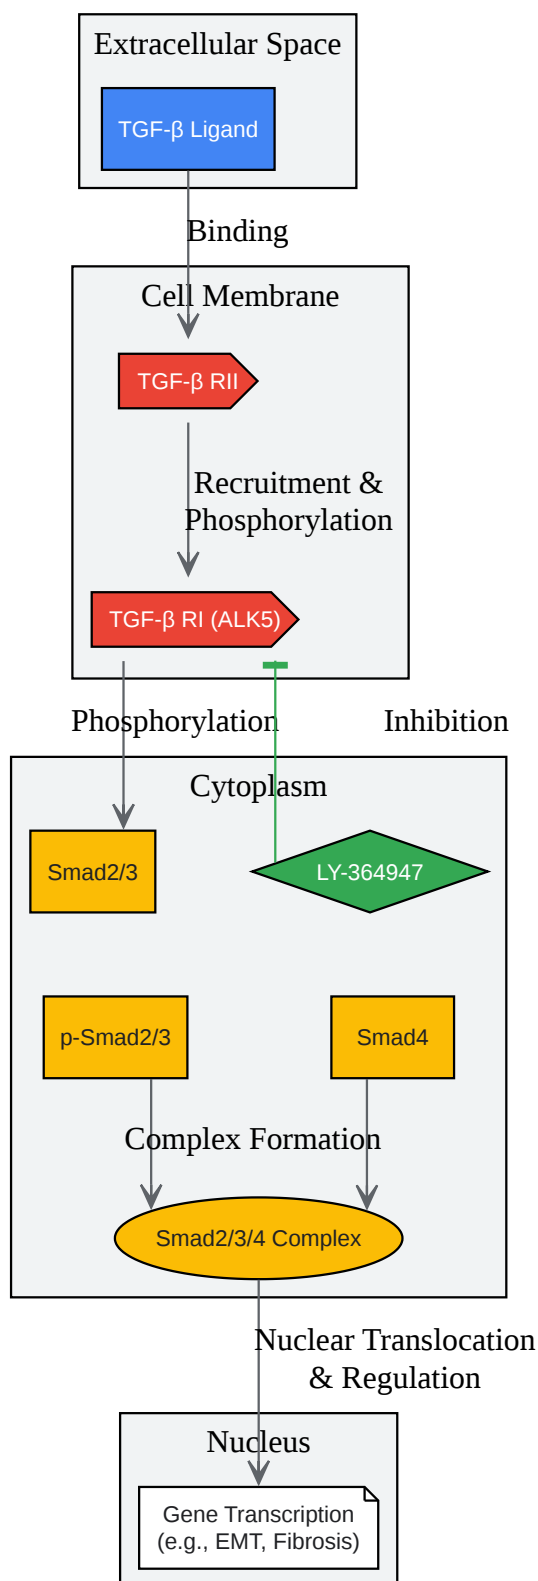 Extracellular Space
TGF-β Ligand
Binding
Cell Membrane
TGF-β RII
Recruitment &
Phosphorylation
TGF-β RI (ALK5)
Phosphorylation
Inhibition
Cytoplasm
Smad2/3
LY-364947
p-Smad2/3
Smad4
Complex Formation
Smad2/3/4 Complex
Nuclear Translocation
& Regulation
Nucleus
Gene Transcription
(e.g., EMT, Fibrosis)